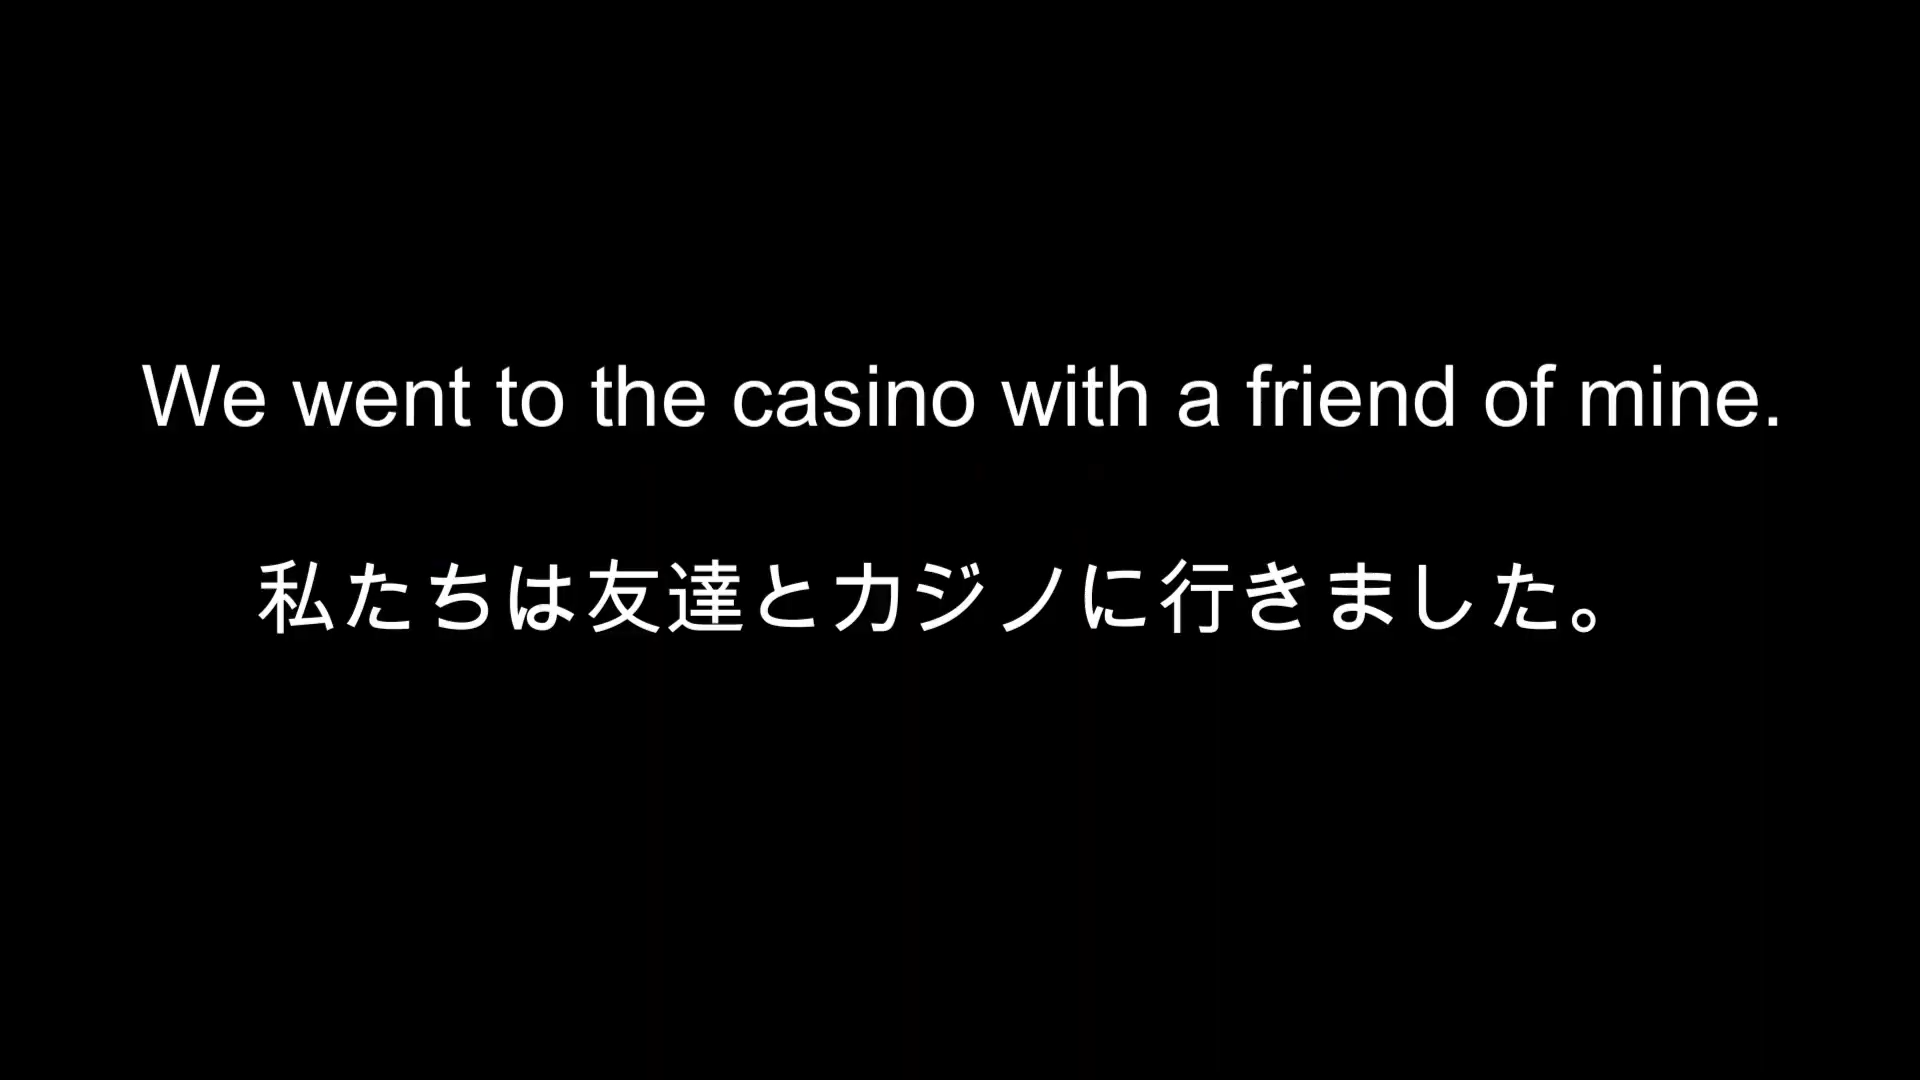 We went to the casino with a friend of mine.
私たちは友達とカジノに行きました。